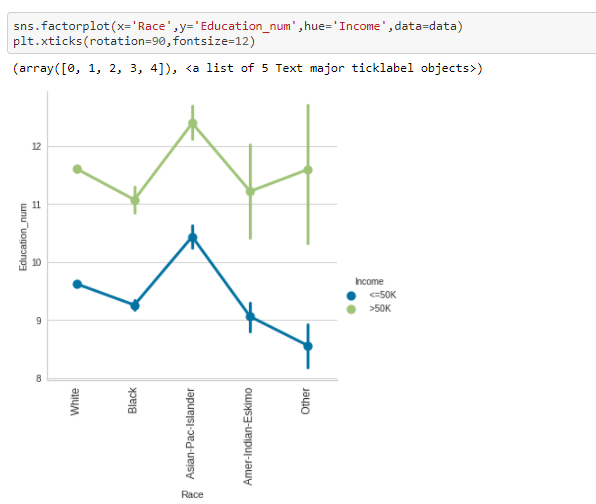 sns.factorplot(x='Race',y='Education_num',hue='Income',data=data)
plt.xticks(rotation=90,fontsize=12)
(array([0, 1, 2, 3, 4]), <a list of 5 Text major ticklabel objects>)
12
11
10
9
8
Education_num
Income
<=50K
>50K
White
Black
Asian-Pac-Islander
Amer-Indian-Eskimo
Other
Race